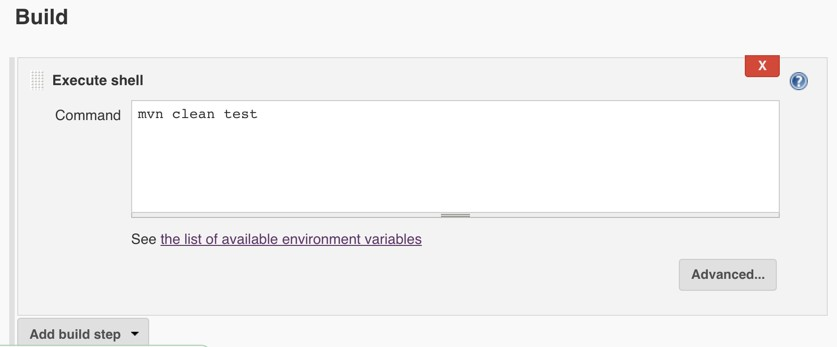 Build
X
Execute shell
?
Command
mvn clean test
See the list of available environment variables
Advanced...
Add build step